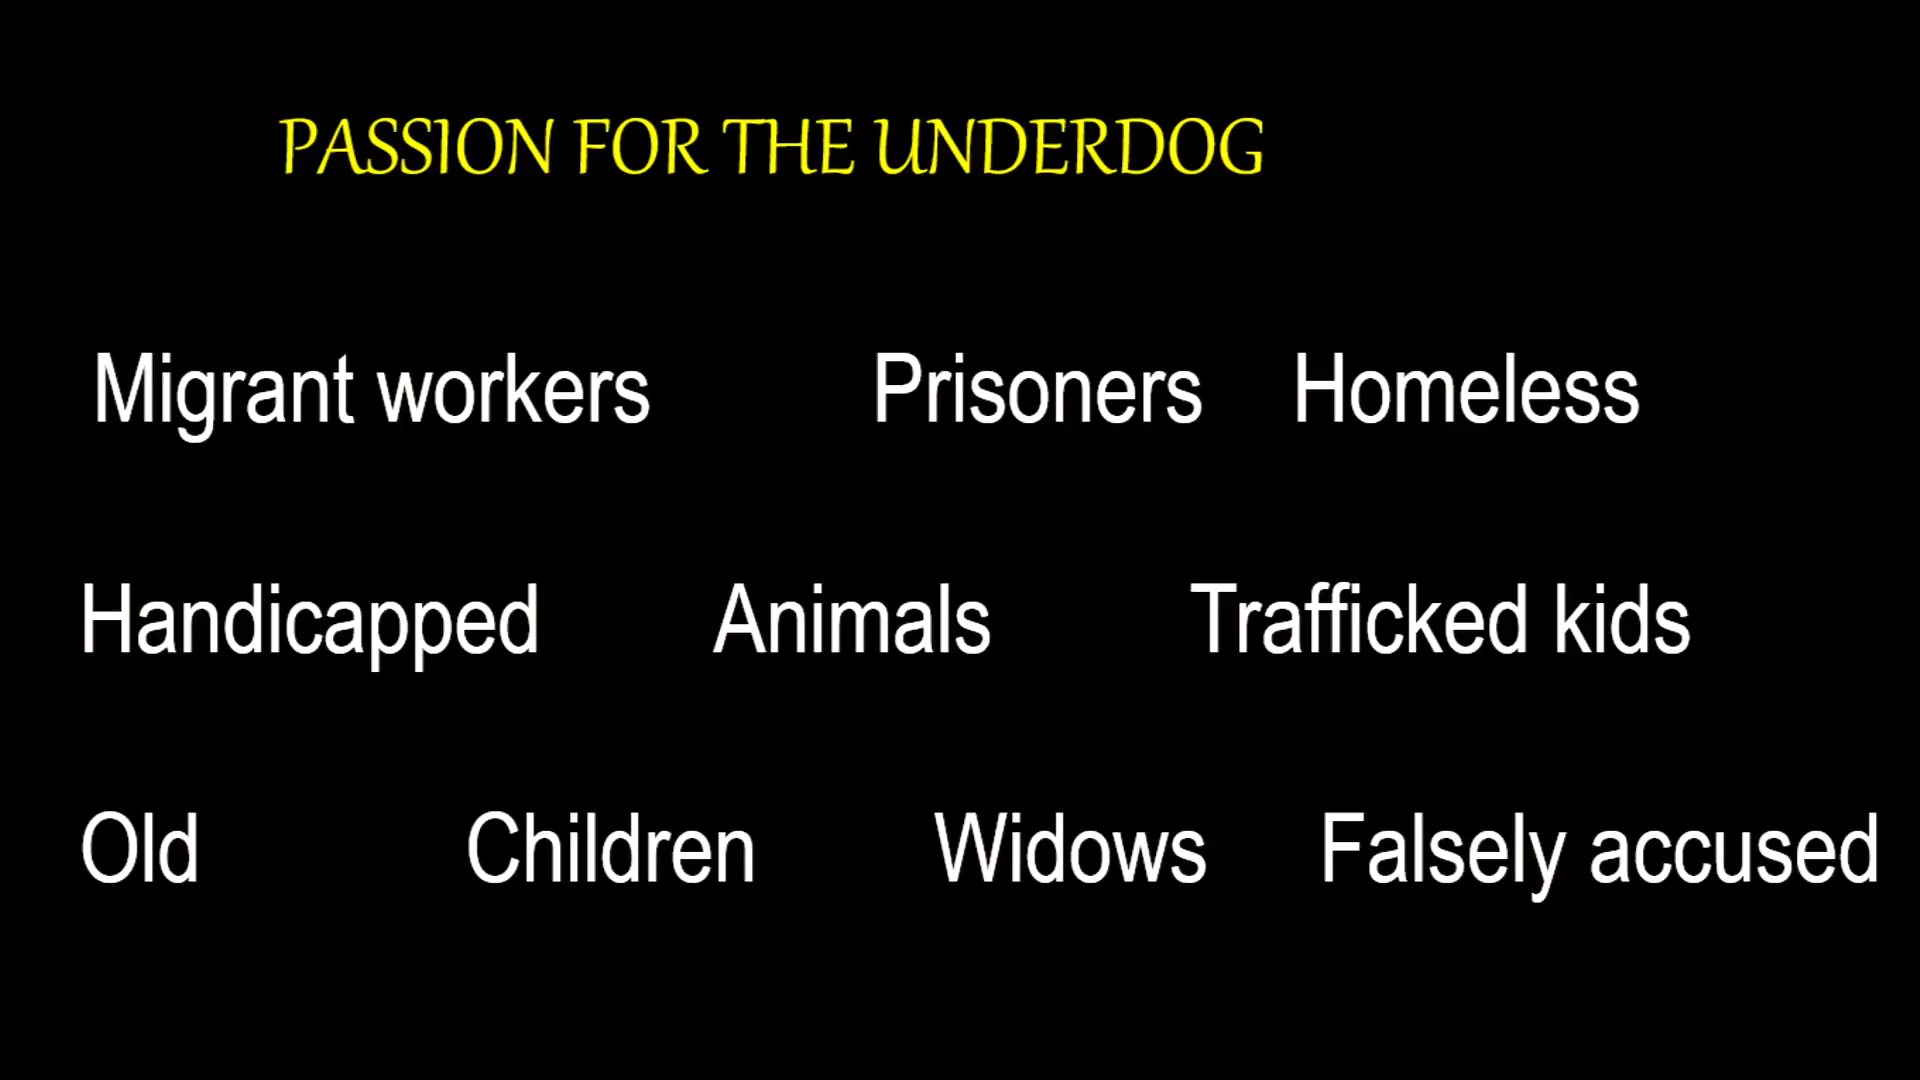 PASSION FOR THE UNDERDOG
Migrant workers Prisoners Homeless
Handicapped Animals Trafficked kids
Old Children Widows Falsely accused